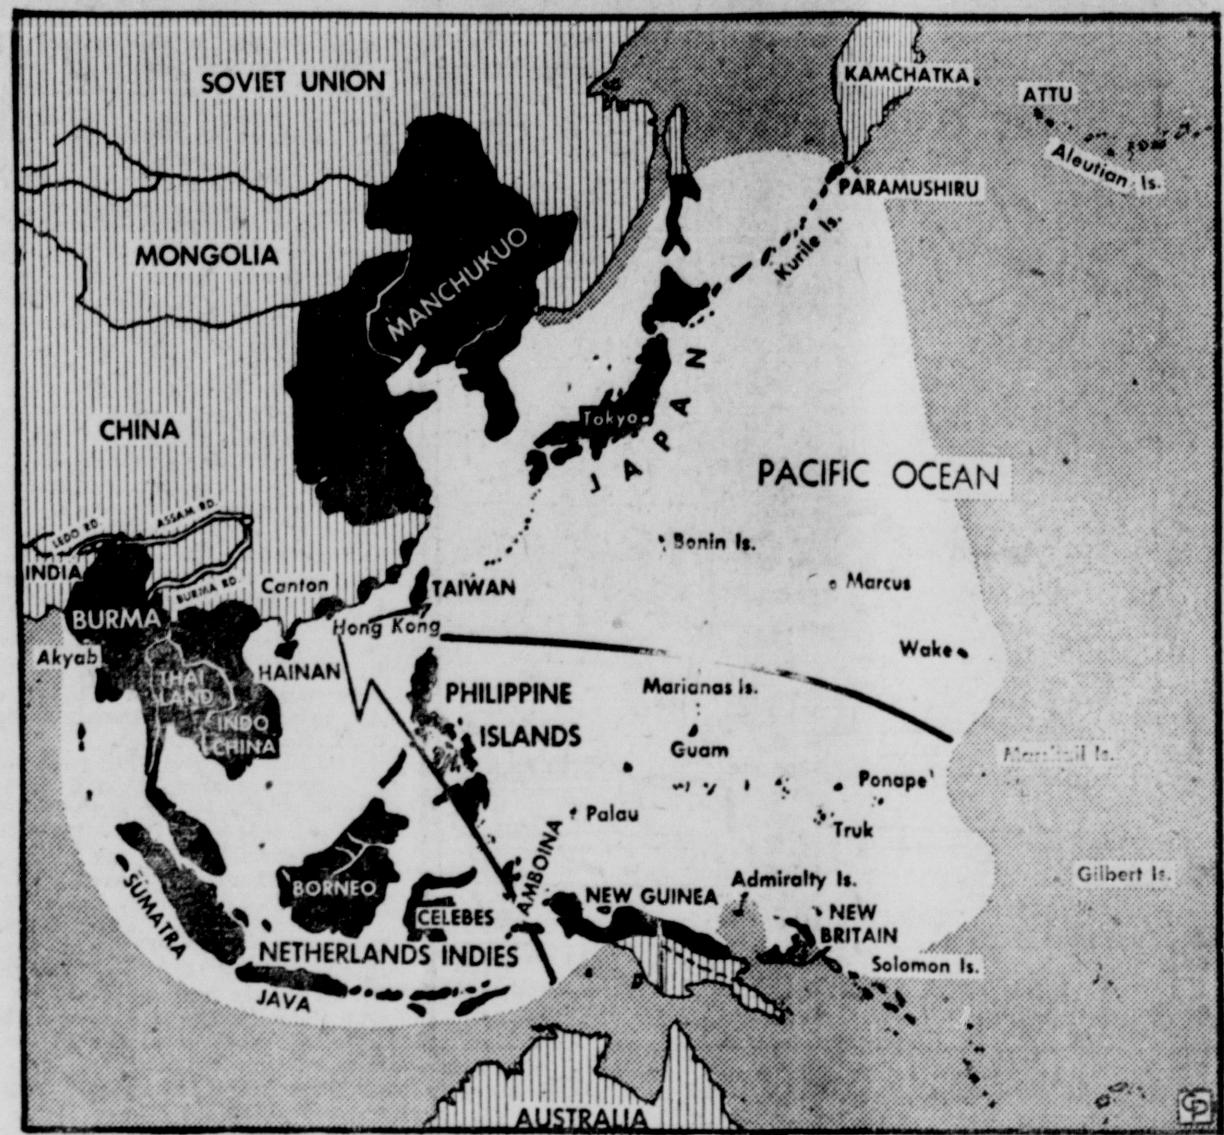 SOVIET UNION
KAMCHATKA
ATTU
Aleutian Is.
PARAMUSHIRU
Kurile Is.
MONGOLIA
MANCHUKUO
CHINA
Tokyo
JAPAN
PACIFIC OCEAN
LEDO RD.
ASSAM RD.
Bonin Is.
INDIA
BURMA RD.
Canton
TAIWAN
Marcus
BURMA
Hong Kong
Akyab
HAINAN
Wake
THAI
LAND
PHILIPPINE
ISLANDS
Marianas Is.
INDO
CHINA
Guam
Marshall Is.
Ponape
Palau
Truk
AMBOINA
BORNEO
SUMATRA
CELEBES
NEW GUINEA
Admiralty Is.
Gilbert Is.
NEW
BRITAIN
NETHERLANDS INDIES
Solomon Is.
JAVA
AUSTRALIA